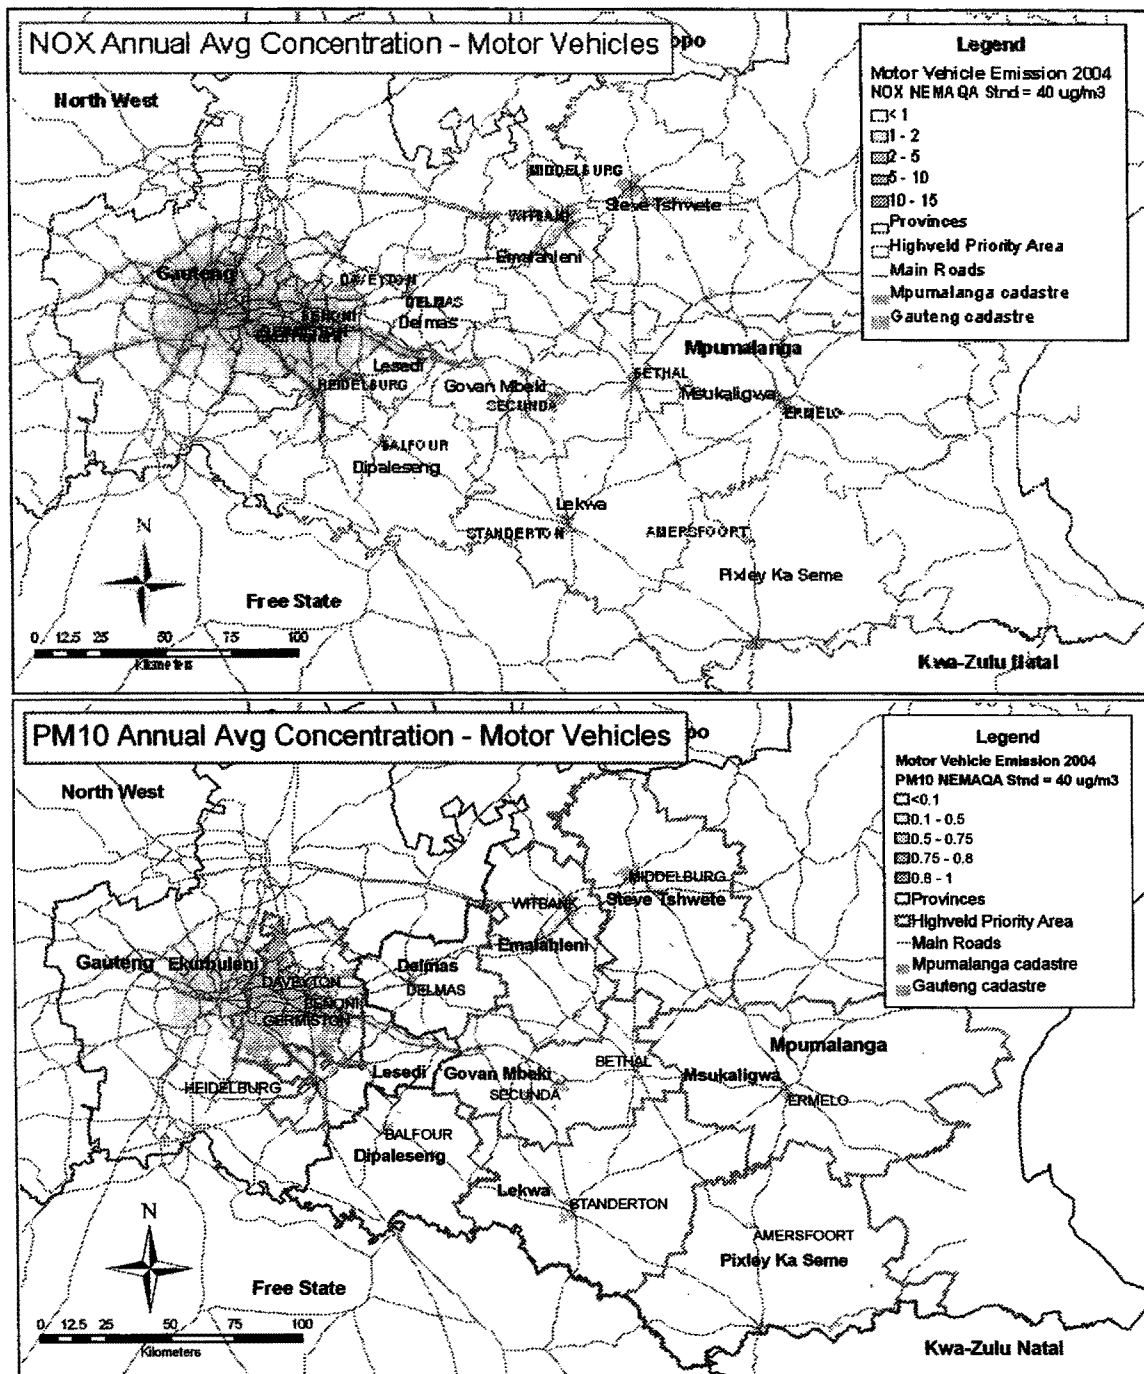 NOX Annual Avg Concentration - Motor Vehicles
opo
Legend
Motor Vehicle Emission 2004
NOX NEMAQA Stnd = 40 ug/m3
< 1
1 - 2
2 - 5
5 - 10
10 - 15
Provinces
Highveld Priority Area
Main Roads
Mpumalanga cadastre
Gauteng cadastre
North West
MIDDELBURG
Steve Tshwete
WITBANK
Emalahleni
Gauteng
DAVEYTON
DELMAS
Delmas
BENONI
Lesedi
HEIDELBURG
Govan Mbeki
SECUNDA
BETHAL
Mpumalanga
Msukaligwa
ERMELO
BALFOUR
Dipaleseng
Lekwa
STANDERTON
AMERSFOORT
Pixley Ka Seme
N
Free State
0 12.5 25 50 75 100
Kilometers
Kwa-Zulu Natal
PM10 Annual Avg Concentration - Motor Vehicles
po
Legend
Motor Vehicle Emission 2004
PM10 NEMAQA Stnd = 40 ug/m3
<0.1
0.1 - 0.5
0.5 - 0.75
0.75 - 0.8
0.8 - 1
Provinces
Highveld Priority Area
Main Roads
Mpumalanga cadastre
Gauteng cadastre
North West
MIDDELBURG
Steve Tshwete
WITBANK
Emalahleni
Gauteng
Ekurhuleni
Delmas
DELMAS
DAVEYTON
BENONI
GERMISTON
Mpumalanga
BETHAL
Lesedi
Govan Mbeki
Msukaligwa
HEIDELBURG
SECUNDA
ERMELO
BALFOUR
Dipaleseng
Lekwa
STANDERTON
AMERSFOORT
Pixley Ka Seme
N
Free State
0 12.5 25 50 75 100
Kilometers
Kwa-Zulu Natal